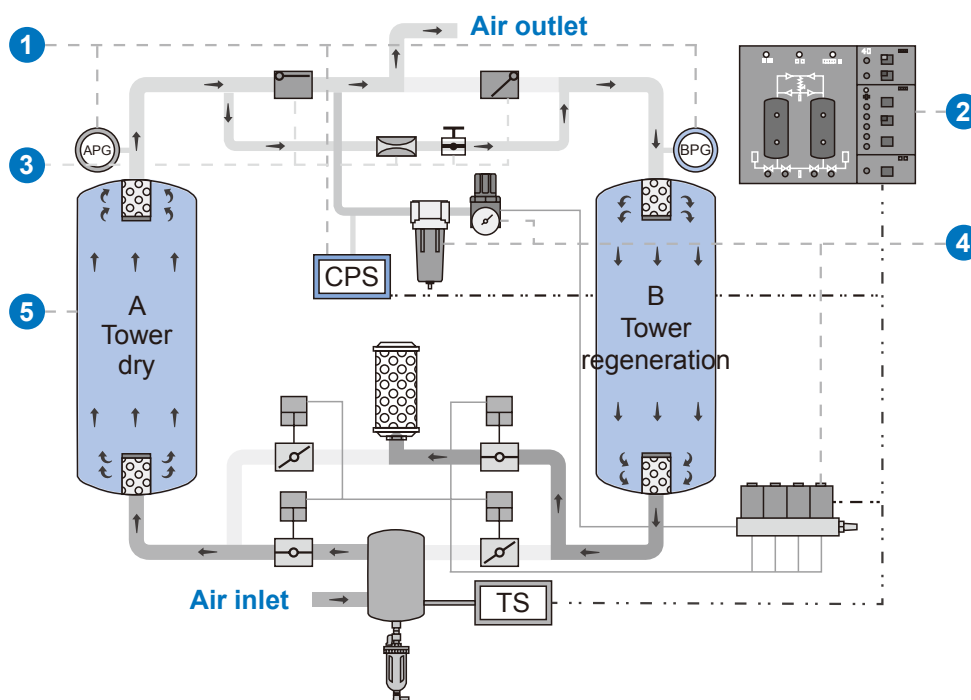 Air outlet
1
2
APG
BPG
3
4
CPS
5
A
Tower
dry
B
Tower
regeneration
Air inlet
TS